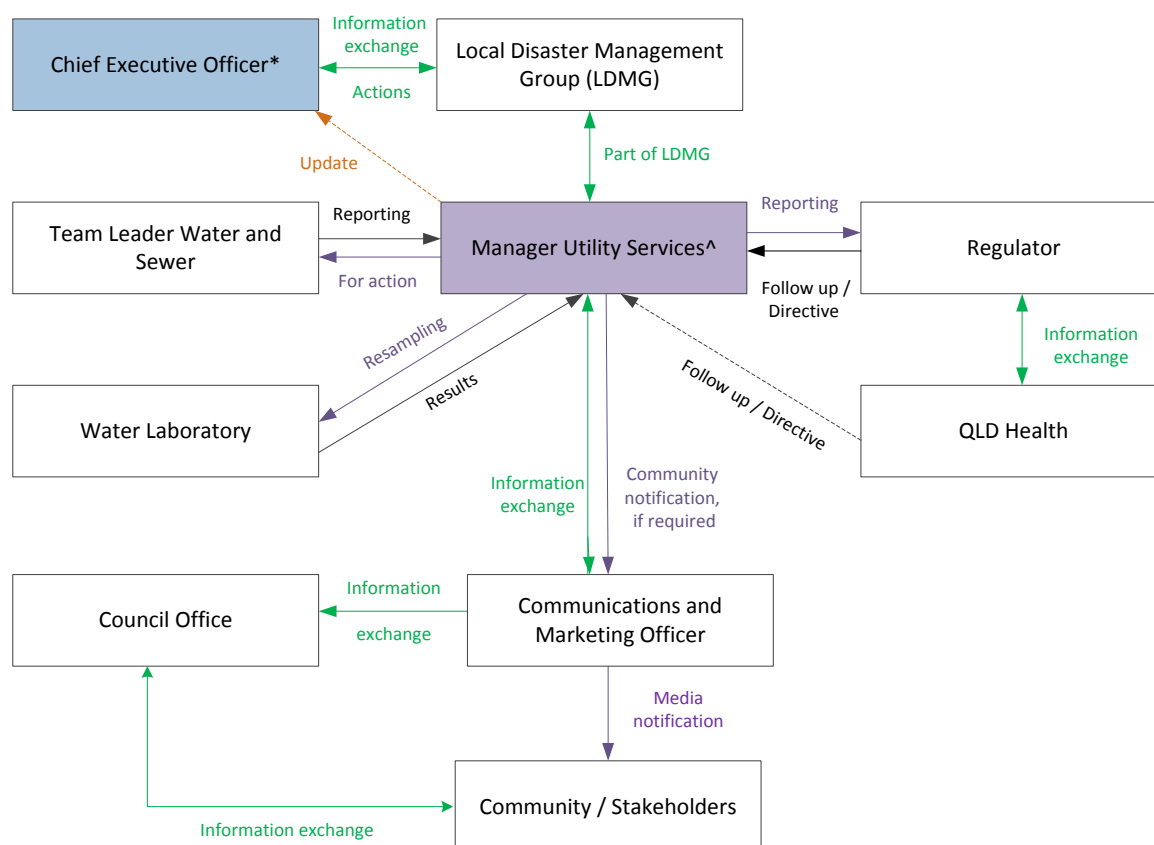 Information
exchange
Chief Executive Officer*
Local Disaster Management
Group (LDMG)
Actions
Update
Part of LDMG
Reporting
Reporting
Team Leader Water and
Sewer
Manager Utility Services^
Regulator
For action
Follow up /
Directive
Resampling
Results
Follow up / Directive
Information
exchange
Water Laboratory
QLD Health
Information
exchange
Community
notification,
if required
Information
exchange
Council Office
Communications and
Marketing Officer
Media
notification
Community / Stakeholders
Information exchange